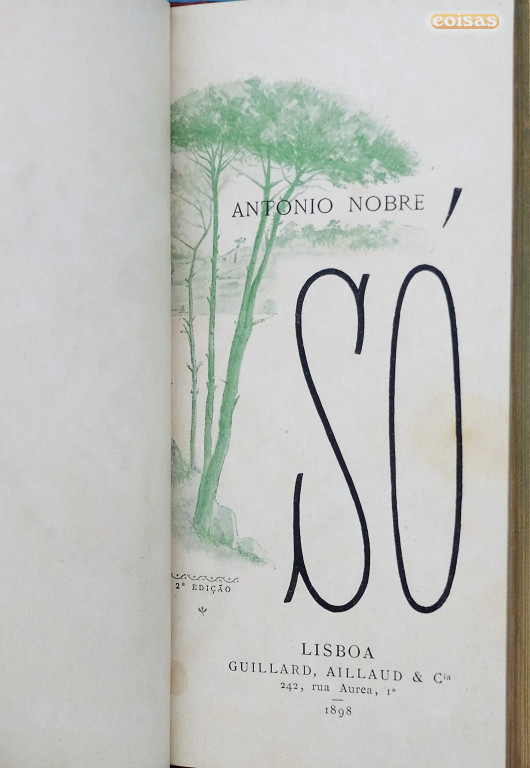 coisas
ANTONIO NOBRE
SÓ
2ª EDIÇÃO
LISBOA
GUILLARD, AILLAUD & Cia
242, rua Aurea, 1º
1898